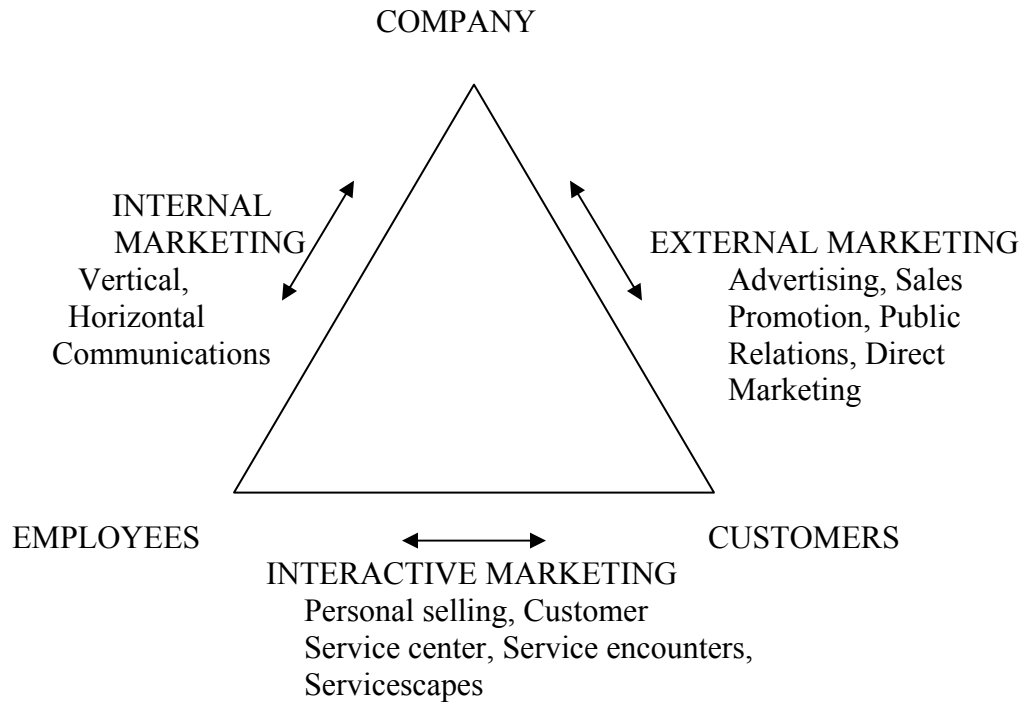 COMPANY
INTERNAL
MARKETING
Vertical,
Horizontal
Communications
EXTERNAL MARKETING
Advertising, Sales
Promotion, Public
Relations, Direct
Marketing
EMPLOYEES
CUSTOMERS
INTERACTIVE MARKETING
Personal selling, Customer
Service center, Service encounters,
Servicescapes